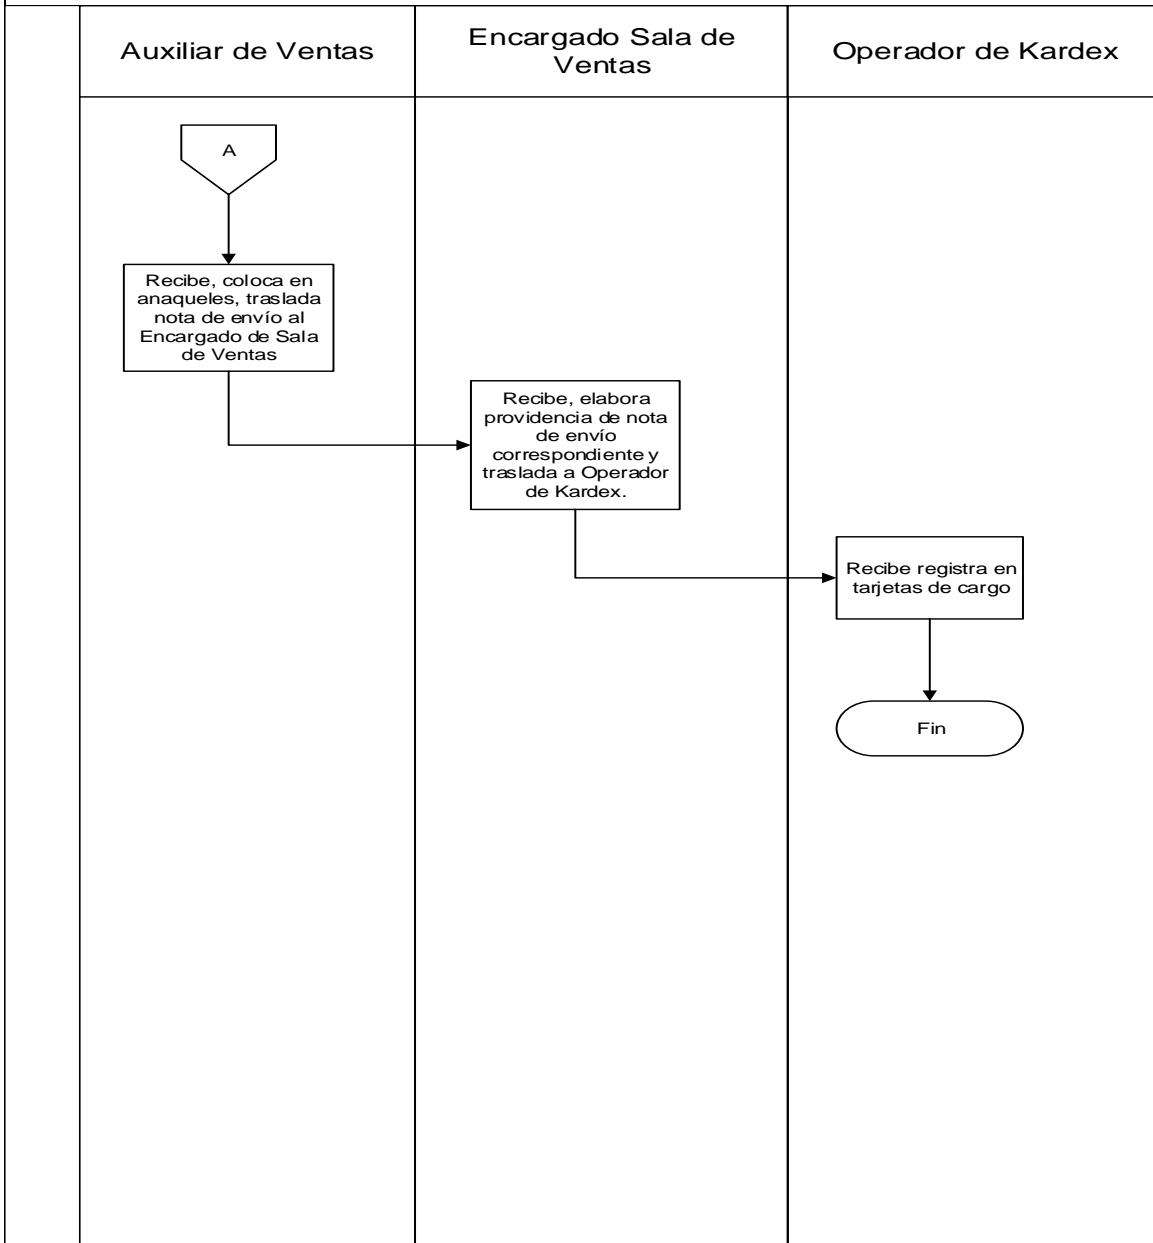 Auxiliar de Ventas
Encargado Sala de
Ventas
Operador de Kardex
A
Recibe, coloca en
anaqueles, traslada
nota de envío al
Encargado de Sala
de Ventas
Recibe, elabora
providencia de nota
de envío
correspondiente y
traslada a Operador
de Kardex.
Recibe registra en
tarjetas de cargo
Fin